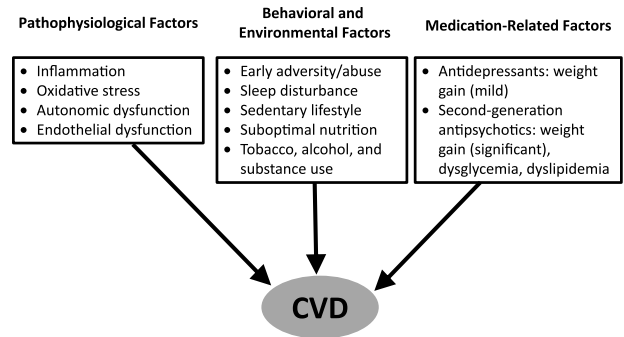 Pathophysiological Factors
• Inflammation
• Oxidative stress
• Autonomic dysfunction
• Endothelial dysfunction
Behavioral and
Environmental Factors
• Early adversity/abuse
• Sleep disturbance
• Sedentary lifestyle
• Suboptimal nutrition
• Tobacco, alcohol, and
substance use
Medication-Related Factors
• Antidepressants: weight
gain (mild)
• Second-generation
antipsychotics: weight
gain (significant),
dysglycemia, dyslipidemia
CVD